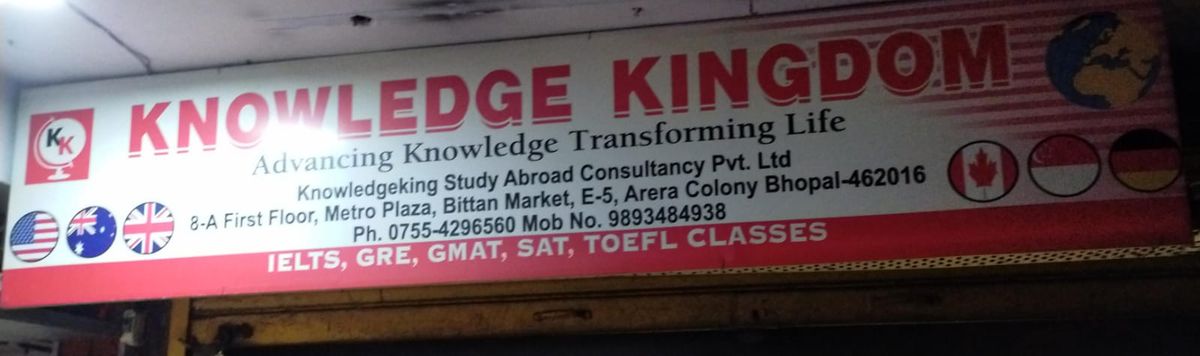 KNOWLEDGE KINGDOM
KK
Advancing Knowledge Transforming Life
Knowledgeking Study Abroad Consultancy Pvt. Ltd
8-A First Floor, Metro Plaza, Bittan Market, E-5, Arera Colony Bhopal-462016
Ph. 0755-4296560 Mob No. 9893484938
IELTS, GRE, GMAT, SAT, TOEFL CLASSES